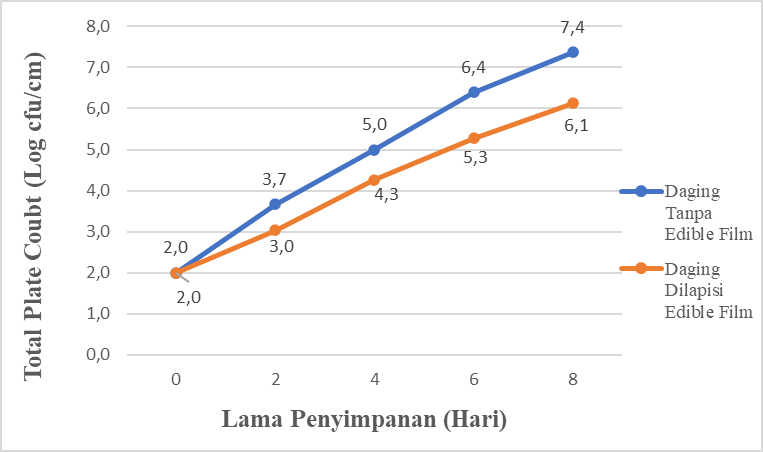 Total Plate Coubt (Log cfu/cm)
8,0
7,0
6,0
5,0
4,0
3,0
2,0
1,0
0,0
2,0
3,7
5,0
6,4
7,4
2,0
3,0
4,3
5,3
6,1
0 2 4 6 8
Lama Penyimpanan (Hari)
Daging
Tanpa
Edible Film
Daging
Dilapisi
Edible Film